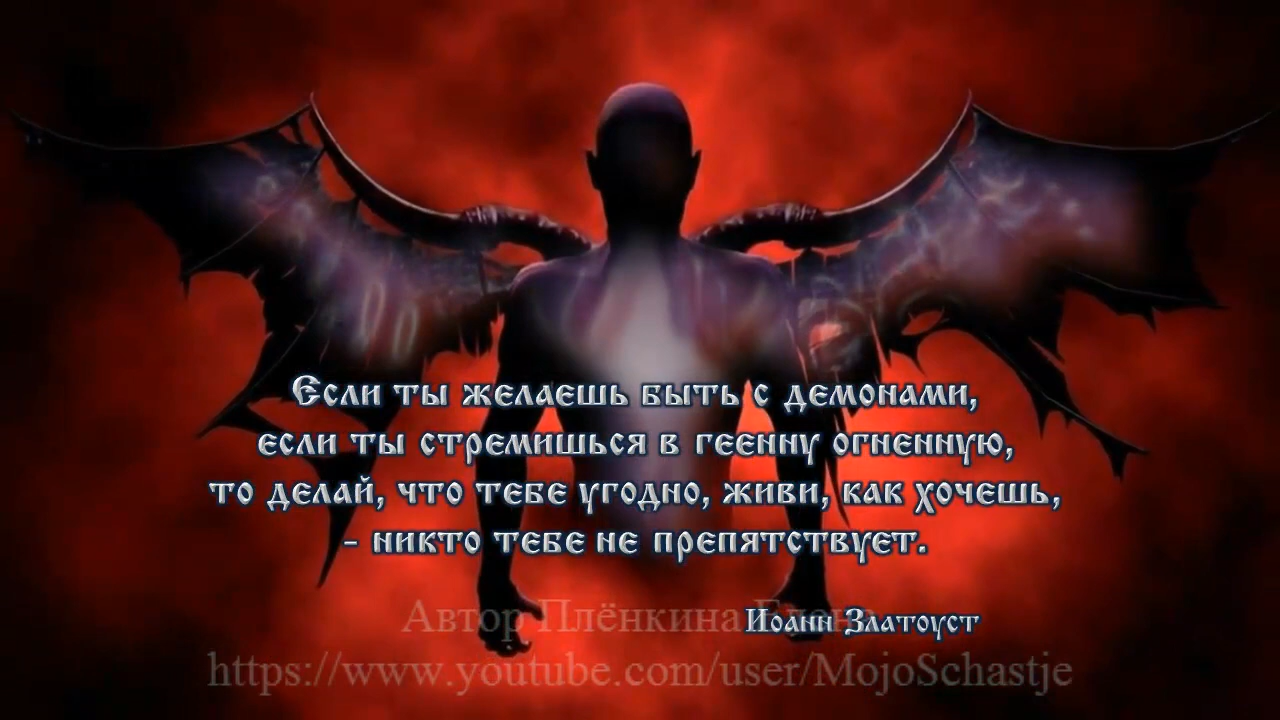 Если ты желаешь быть с демонами,
если ты стремишься в геенну огненную,
то делай, что тебе угодно, живи, как хочешь,
- никто тебе не препятствует.
Иоанн Златоуст
Автор Плёнкина Елена
https://www.youtube.com/user/MojoSchastje